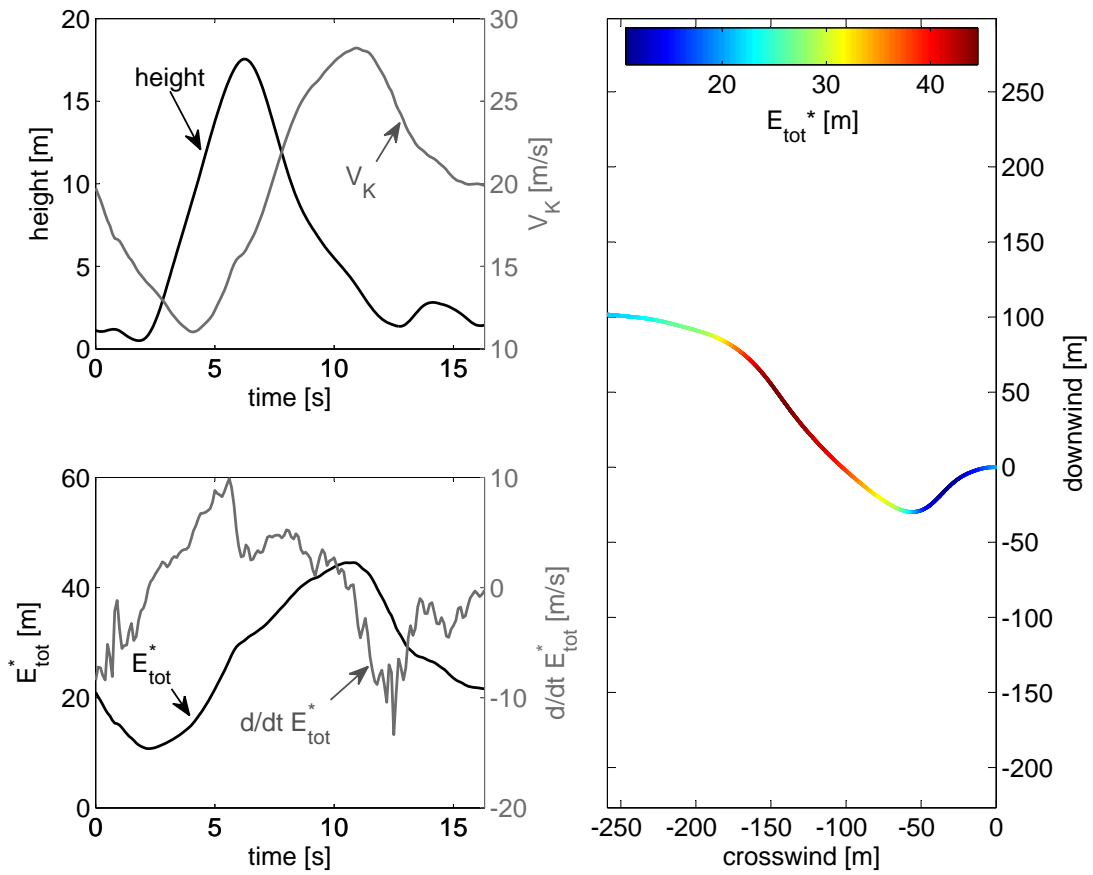 20
15
10
5
0
height [m]
30
25
20
15
10
V_K [m/s]
height
V_K
0 5 10 15
time [s]
60
40
20
0
E*_tot [m]
10
0
-10
-20
d/dt E*_tot [m/s]
E*_tot
d/dt E*_tot
0 5 10 15
time [s]
20 30 40
E_tot* [m]
250
200
150
100
50
0
-50
-100
-150
-200
downwind [m]
-250 -200 -150 -100 -50 0
crosswind [m]